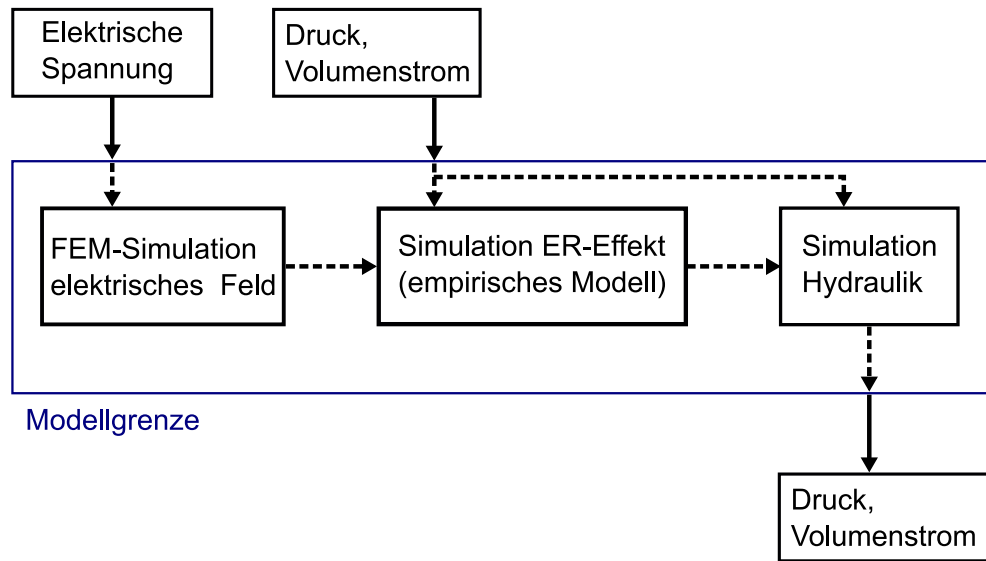 Elektrische
Spannung
Druck,
Volumenstrom
FEM-Simulation
elektrisches Feld
Simulation ER-Effekt
(empirisches Modell)
Simulation
Hydraulik
Modellgrenze
Druck,
Volumenstrom